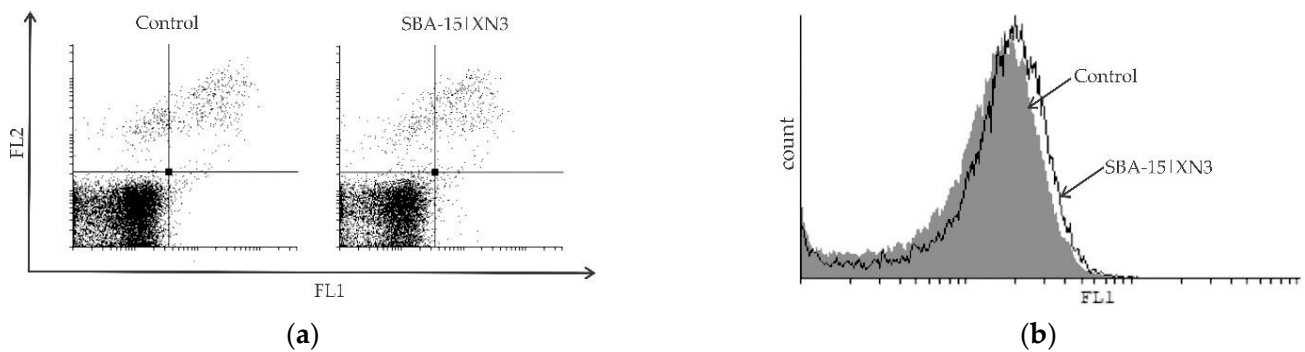 Control
SBA-15|XN3
FL2
FL1
(a)
count
Control
SBA-15|XN3
FL1
(b)